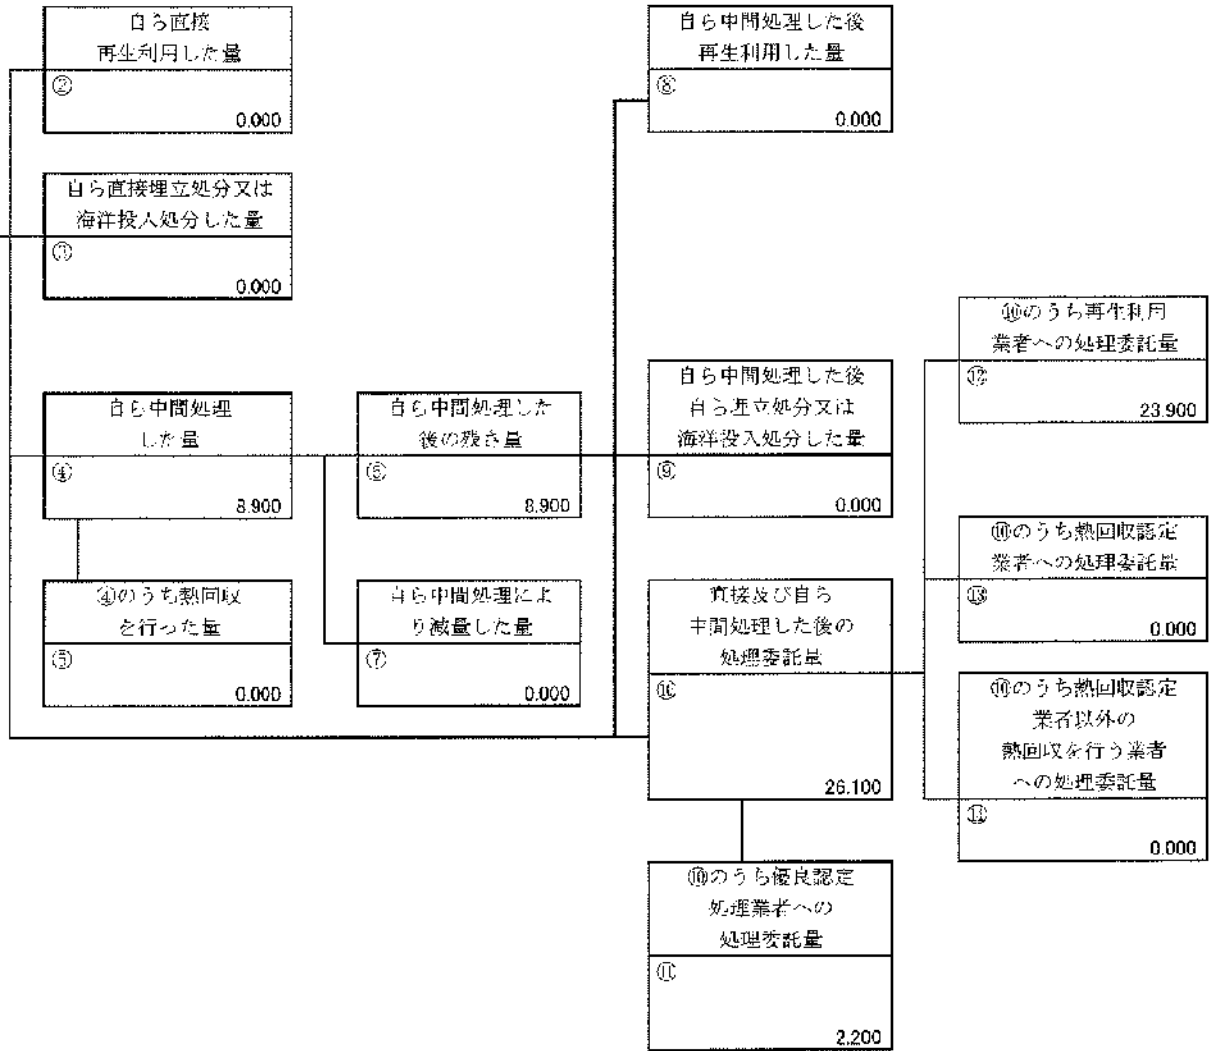 自ら直接
再生利用した量
②
0.000
自ら中間処理した後
再生利用した量
⑧
0.000
自ら直接埋立処分又は
海洋投入処分した量
③
0.000
⑩のうち再生利用
業者への処理委託量
⑫
23.900
自ら中間処理
した量
④
8.900
自ら中間処理した
後の残さ量
⑥
8.900
自ら中間処理した後
自ら埋立処分又は
海洋投入処分した量
⑨
0.000
⑩のうち熱回収認定
業者への処理委託量
⑬
0.000
④のうち熱回収
を行った量
⑤
0.000
自ら中間処理によ
り減量した量
⑦
0.000
直接及び自ら
中間処理した後の
処理委託量
⑩
26.100
⑩のうち熱回収認定
業者以外の
熱回収を行う業者
への処理委託量
⑭
0.000
⑩のうち優良認定
処理業者への
処理委託量
⑪
2.200